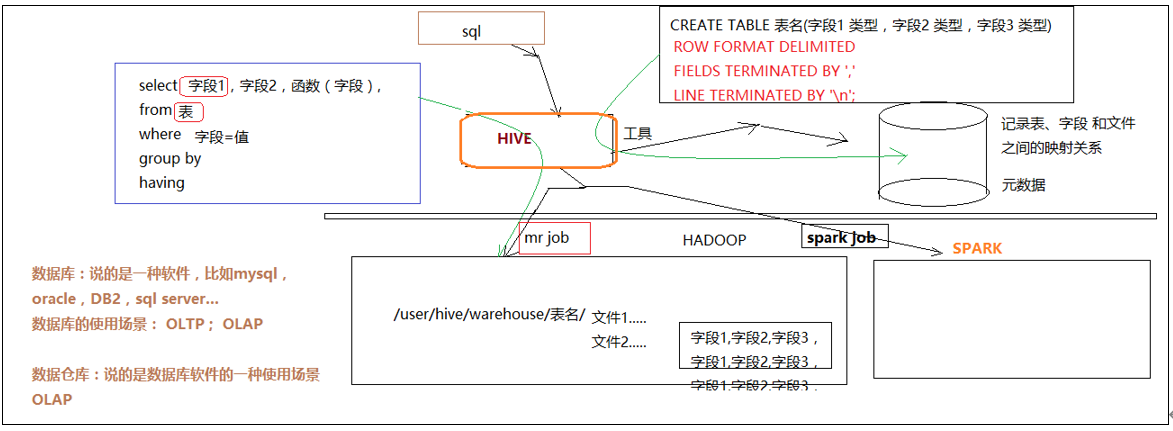 sql
CREATE TABLE 表名(字段1 类型，字段2 类型，字段3 类型)
ROW FORMAT DELIMITED
FIELDS TERMINATED BY ','
LINE TERMINATED BY '\n';
select 字段1，字段2，函数（字段），
from 表
where 字段=值
group by
having
HIVE
工具
记录表、字段 和文件
之间的映射关系
元数据
mr job
HADOOP
spark job
SPARK
数据库：说的是一种软件，比如mysql，
oracle，DB2，sql server...
数据库的使用场景： OLTP； OLAP
数据仓库：说的是数据库软件的一种使用场景
OLAP
/user/hive/warehouse/表名/
文件1.....
文件2.....
字段1,字段2,字段3，
字段1,字段2,字段3，
字段1,字段2,字段3，